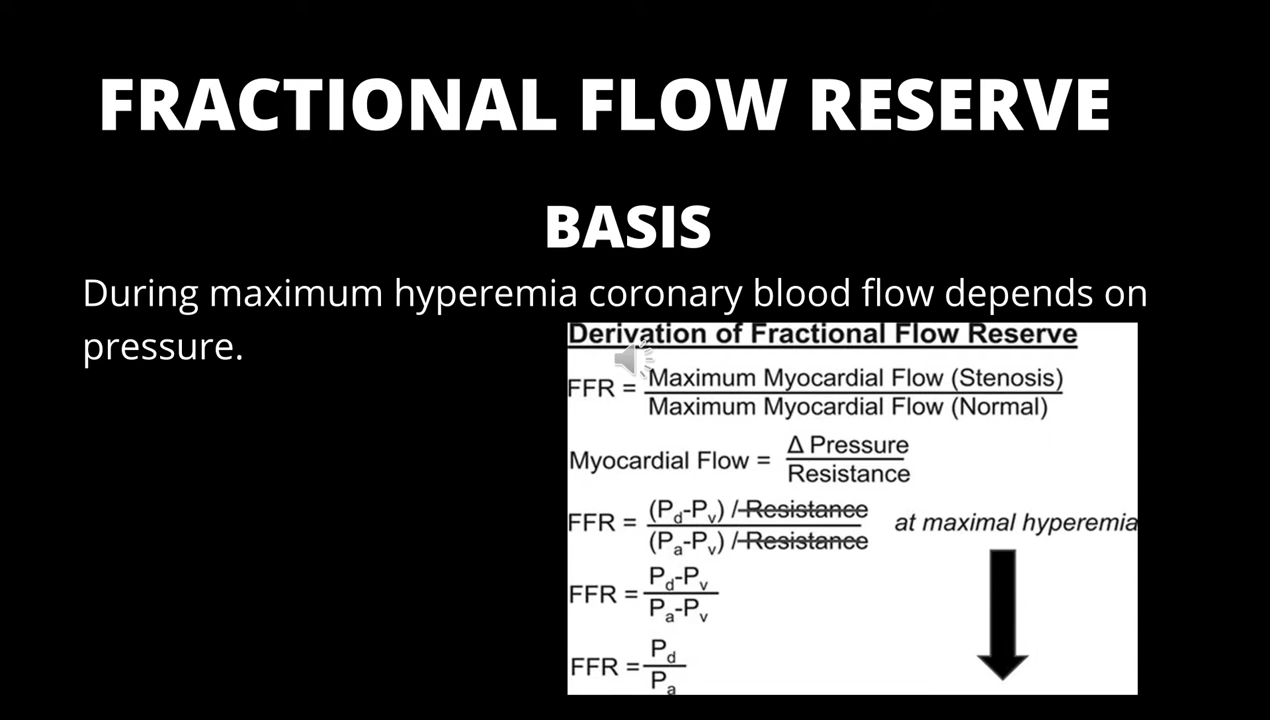 FRACTIONAL FLOW RESERVE
BASIS
During maximum hyperemia coronary blood flow depends on
pressure.
Derivation of Fractional Flow Reserve
FFR = Maximum Myocardial Flow (Stenosis)
Maximum Myocardial Flow (Normal)
Myocardial Flow = Δ Pressure
Resistance
FFR = (Pd-Pv) / Resistance
(Pa-Pv) / Resistance
at maximal hyperemia
FFR = Pd-Pv
Pa-Pv
FFR = Pd
Pa